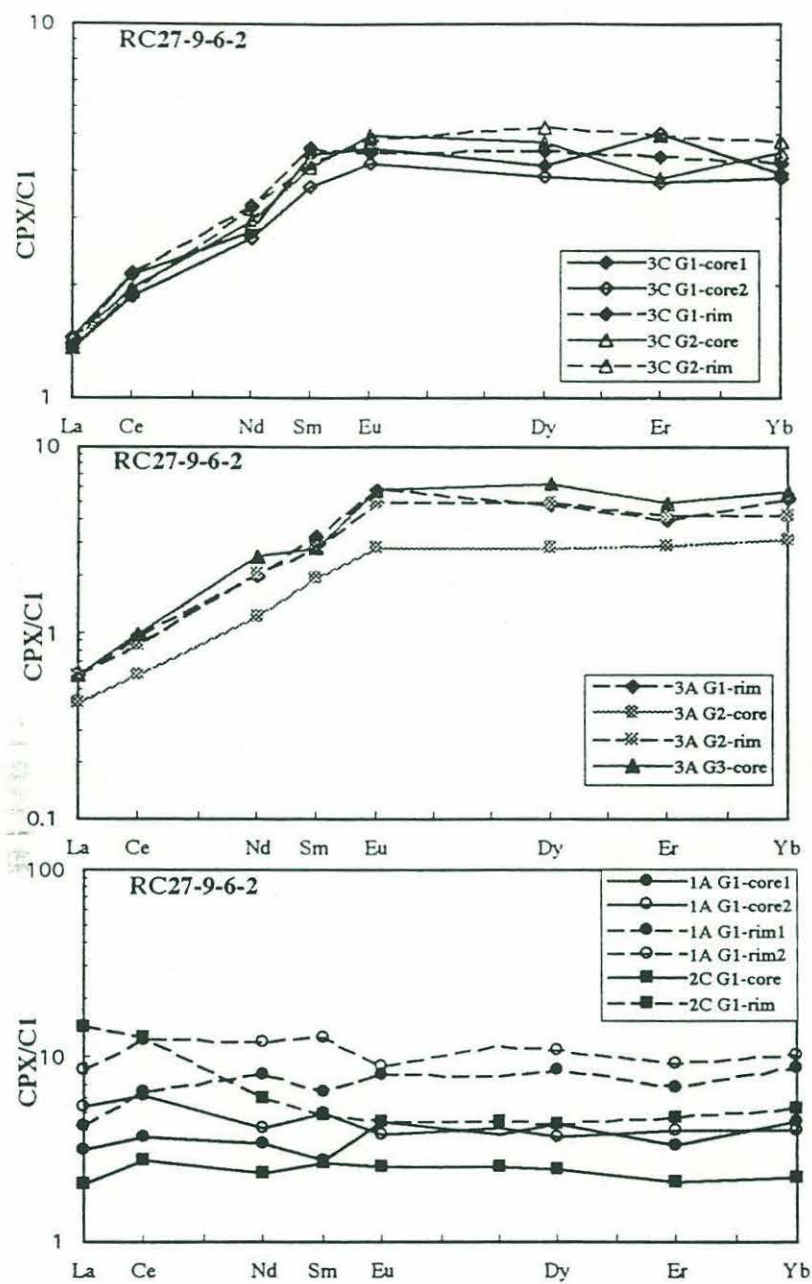 10
RC27-9-6-2
CPX/C1
3C G1-core1
3C G1-core2
3C G1-rim
3C G2-core
3C G2-rim
1
La Ce Nd Sm Eu Dy Er Yb
10
RC27-9-6-2
1
CPX/C1
3A G1-rim
3A G2-core
3A G2-rim
3A G3-core
0.1
La Ce Nd Sm Eu Dy Er Yb
100
RC27-9-6-2
1A G1-core1
1A G1-core2
1A G1-rim1
1A G1-rim2
2C G1-core
2C G1-rim
CPX/C1
10
1
La Ce Nd Sm Eu Dy Er Yb